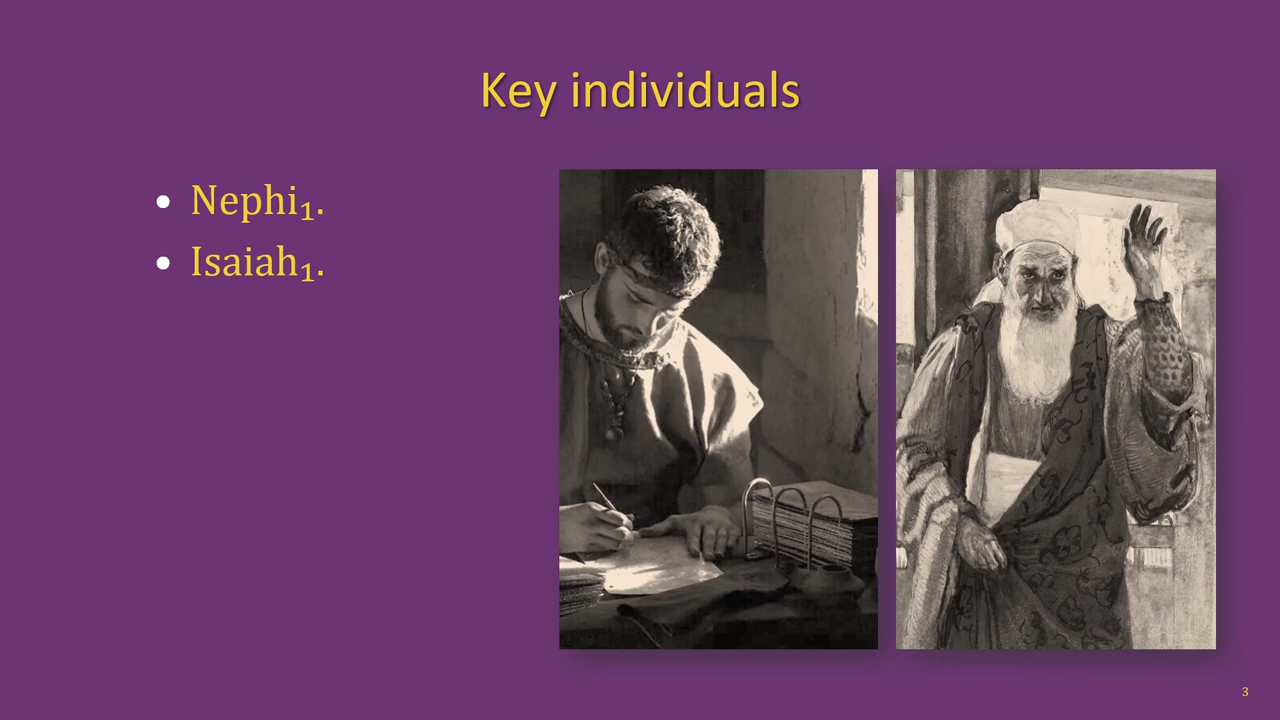 Key individuals
• Nephi₁.
• Isaiah₁.
3